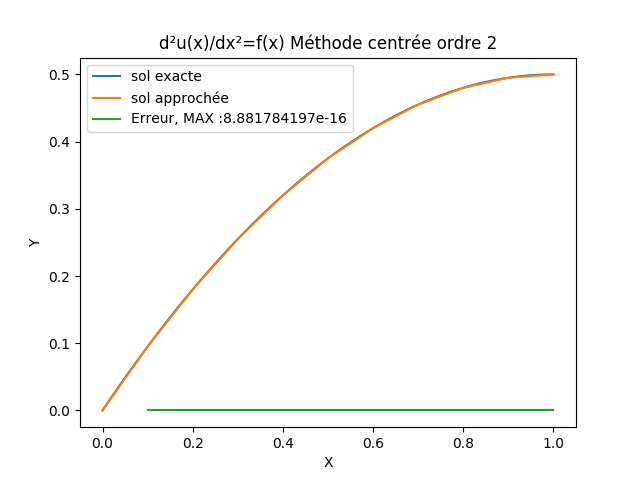 d²u(x)/dx²=f(x) Méthode centrée ordre 2
sol exacte
sol approchée
Erreur, MAX :8.881784197e-16
Y
0.5
0.4
0.3
0.2
0.1
0.0
0.0 0.2 0.4 0.6 0.8 1.0
X